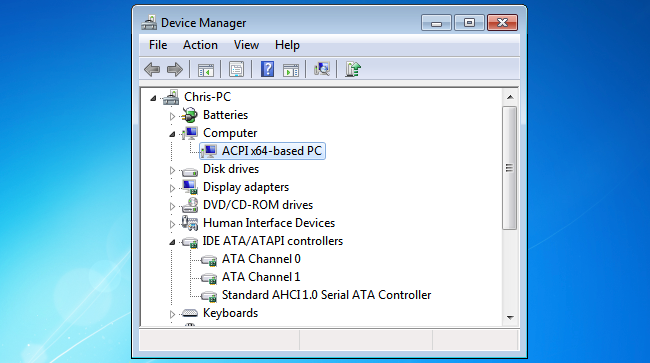 Device Manager
File Action View Help
Chris-PC
Batteries
Computer
ACPI x64-based PC
Disk drives
Display adapters
DVD/CD-ROM drives
Human Interface Devices
IDE ATA/ATAPI controllers
ATA Channel 0
ATA Channel 1
Standard AHCI 1.0 Serial ATA Controller
Keyboards